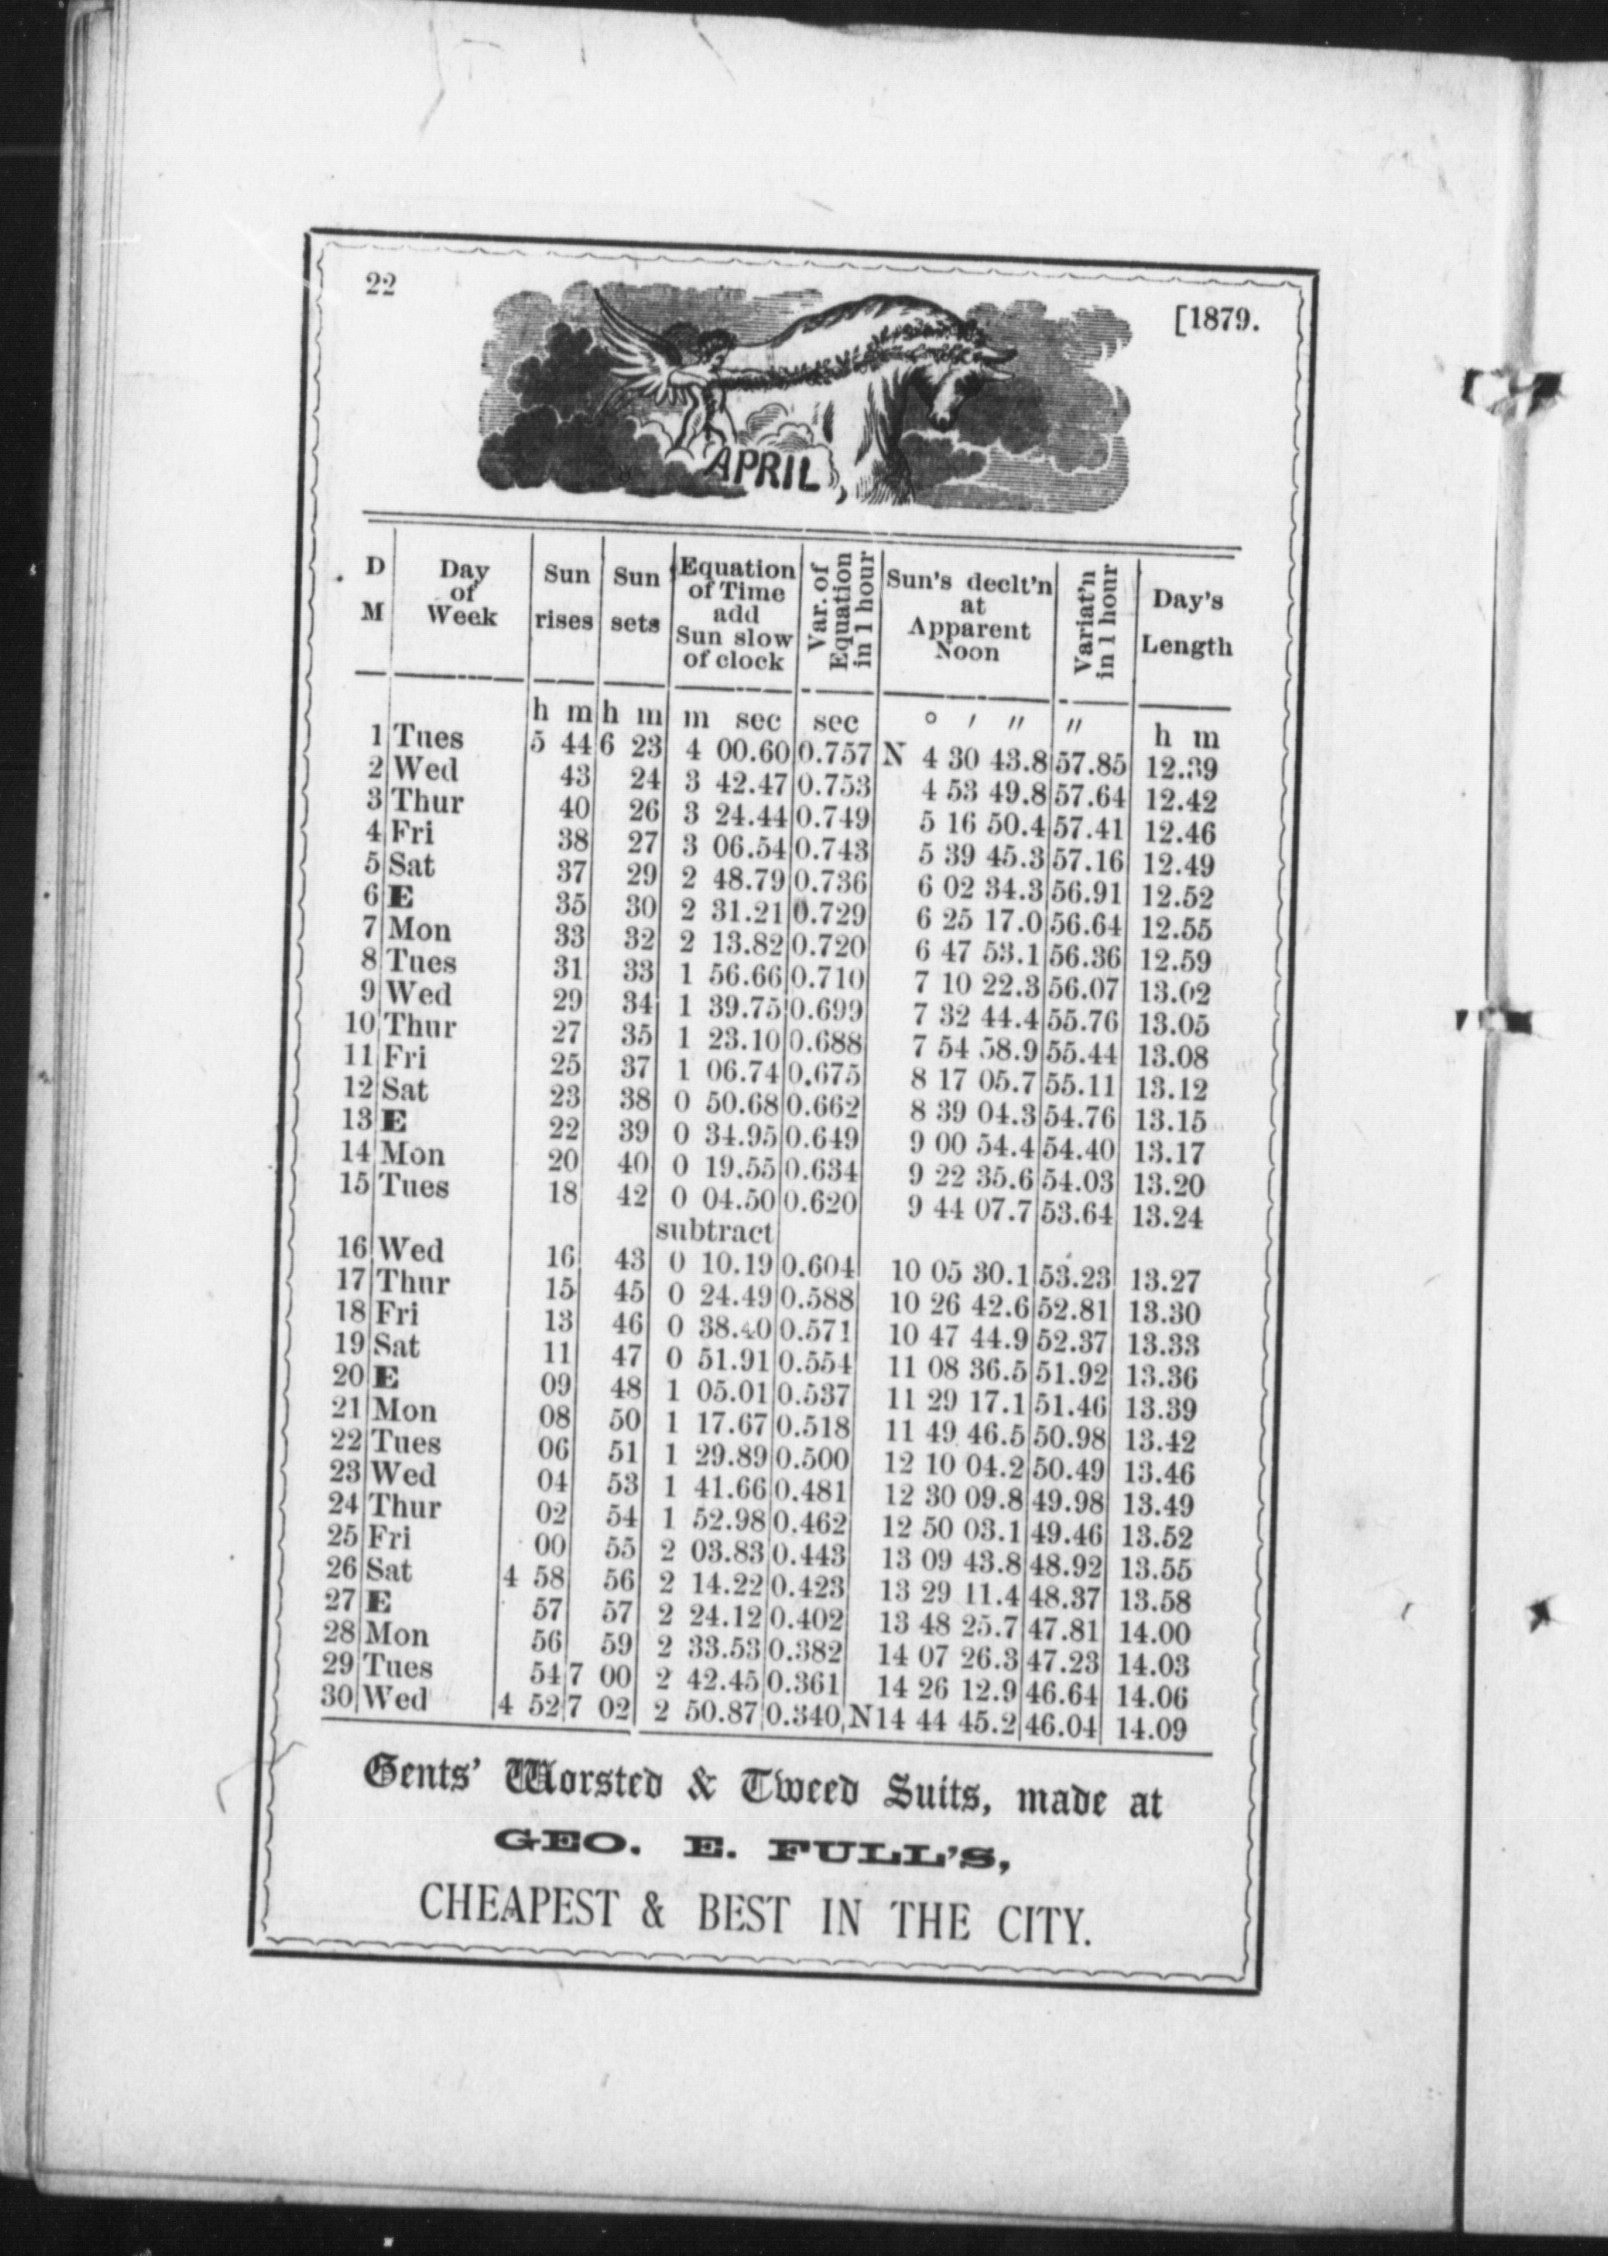 22
[1879.
APRIL,
D M | Day of Week | Sun rises | Sun sets | Equation of Time add Sun slow of clock | Var. of Equation in 1 hour | Sun's declt'n at Apparent Noon | Variat'n in 1 hour | Day's Length
h m h m m sec sec ° ′ ″ ″ h m
1 Tues 5 44 6 23 4 00.60 0.757 N 4 30 43.8 57.85 12.39
2 Wed 43 24 3 42.47 0.753 4 53 49.8 57.64 12.42
3 Thur 40 26 3 24.44 0.749 5 16 50.4 57.41 12.46
4 Fri 38 27 3 06.54 0.743 5 39 45.3 57.16 12.49
5 Sat 37 29 2 48.79 0.736 6 02 34.3 56.91 12.52
6 E 35 30 2 31.21 0.729 6 25 17.0 56.64 12.55
7 Mon 33 32 2 13.82 0.720 6 47 53.1 56.36 12.59
8 Tues 31 33 1 56.66 0.710 7 10 22.3 56.07 13.02
9 Wed 29 34 1 39.75 0.699 7 32 44.4 55.76 13.05
10 Thur 27 35 1 23.10 0.688 7 54 58.9 55.44 13.08
11 Fri 25 37 1 06.74 0.675 8 17 05.7 55.11 13.12
12 Sat 23 38 0 50.68 0.662 8 39 04.3 54.76 13.15
13 E 22 39 0 34.95 0.649 9 00 54.4 54.40 13.17
14 Mon 20 40 0 19.55 0.634 9 22 35.6 54.03 13.20
15 Tues 18 42 0 04.50 0.620 9 44 07.7 53.64 13.24
subtract
16 Wed 16 43 0 10.19 0.604 10 05 30.1 53.23 13.27
17 Thur 15 45 0 24.49 0.588 10 26 42.6 52.81 13.30
18 Fri 13 46 0 38.40 0.571 10 47 44.9 52.37 13.33
19 Sat 11 47 0 51.91 0.554 11 08 36.5 51.92 13.36
20 E 09 48 1 05.01 0.537 11 29 17.1 51.46 13.39
21 Mon 08 50 1 17.67 0.518 11 49 46.5 50.98 13.42
22 Tues 06 51 1 29.89 0.500 12 10 04.2 50.49 13.46
23 Wed 04 53 1 41.66 0.481 12 30 09.8 49.98 13.49
24 Thur 02 54 1 52.98 0.462 12 50 03.1 49.46 13.52
25 Fri 00 55 2 03.83 0.443 13 09 43.8 48.92 13.55
26 Sat 4 58 56 2 14.22 0.423 13 29 11.4 48.37 13.58
27 E 57 57 2 24.12 0.402 13 48 25.7 47.81 14.00
28 Mon 56 59 2 33.53 0.382 14 07 26.3 47.23 14.03
29 Tues 54 7 00 2 42.45 0.361 14 26 12.9 46.64 14.06
30 Wed 4 52 7 02 2 50.87 0.340 N14 44 45.2 46.04 14.09
Gents' Worsted & Tweed Suits, made at
GEO. E. FULL'S,
CHEAPEST & BEST IN THE CITY.